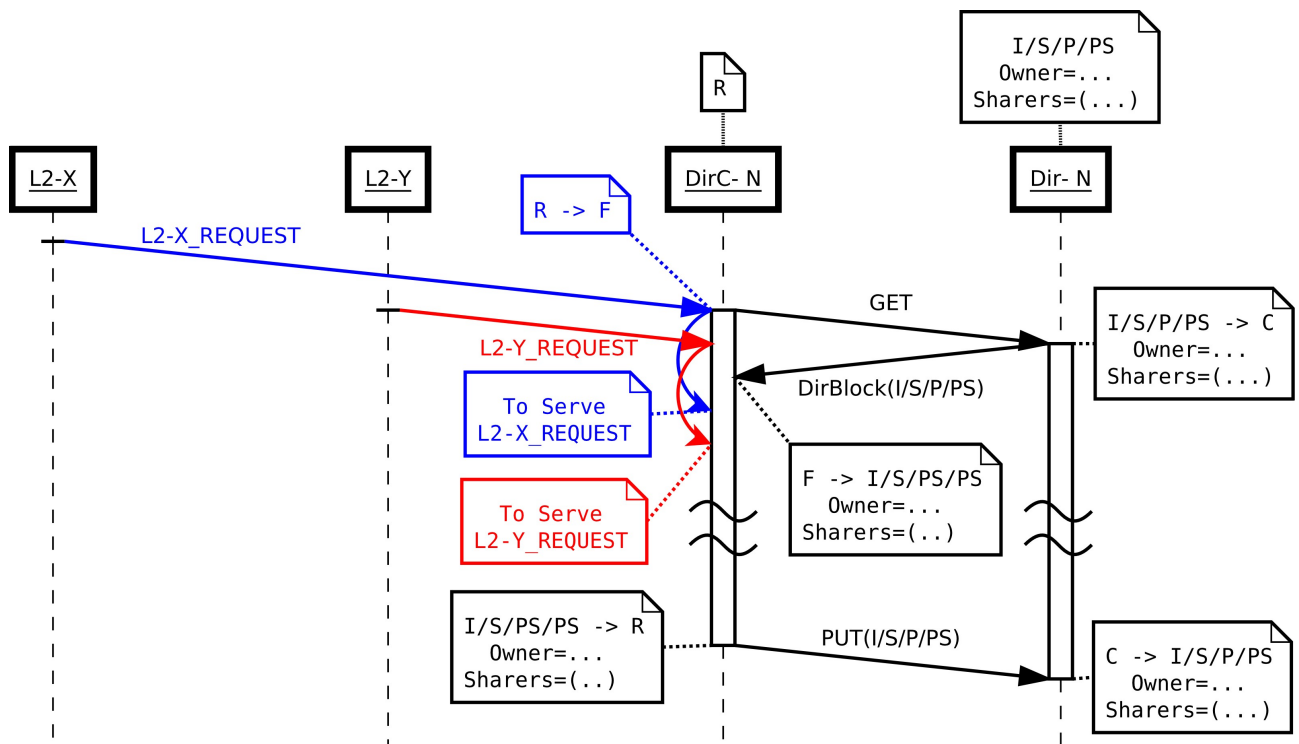 I/S/P/PS
Owner=...
Sharers=(...)
R
L2-X
L2-Y
DirC- N
Dir- N
R -> F
L2-X_REQUEST
GET
L2-Y_REQUEST
I/S/P/PS -> C
Owner=...
Sharers=(...)
DirBlock(I/S/P/PS)
To Serve
L2-X_REQUEST
F -> I/S/PS/PS
Owner=...
Sharers=(..)
To Serve
L2-Y_REQUEST
I/S/PS/PS -> R
Owner=...
Sharers=(..)
PUT(I/S/P/PS)
C -> I/S/P/PS
Owner=...
Sharers=(...)